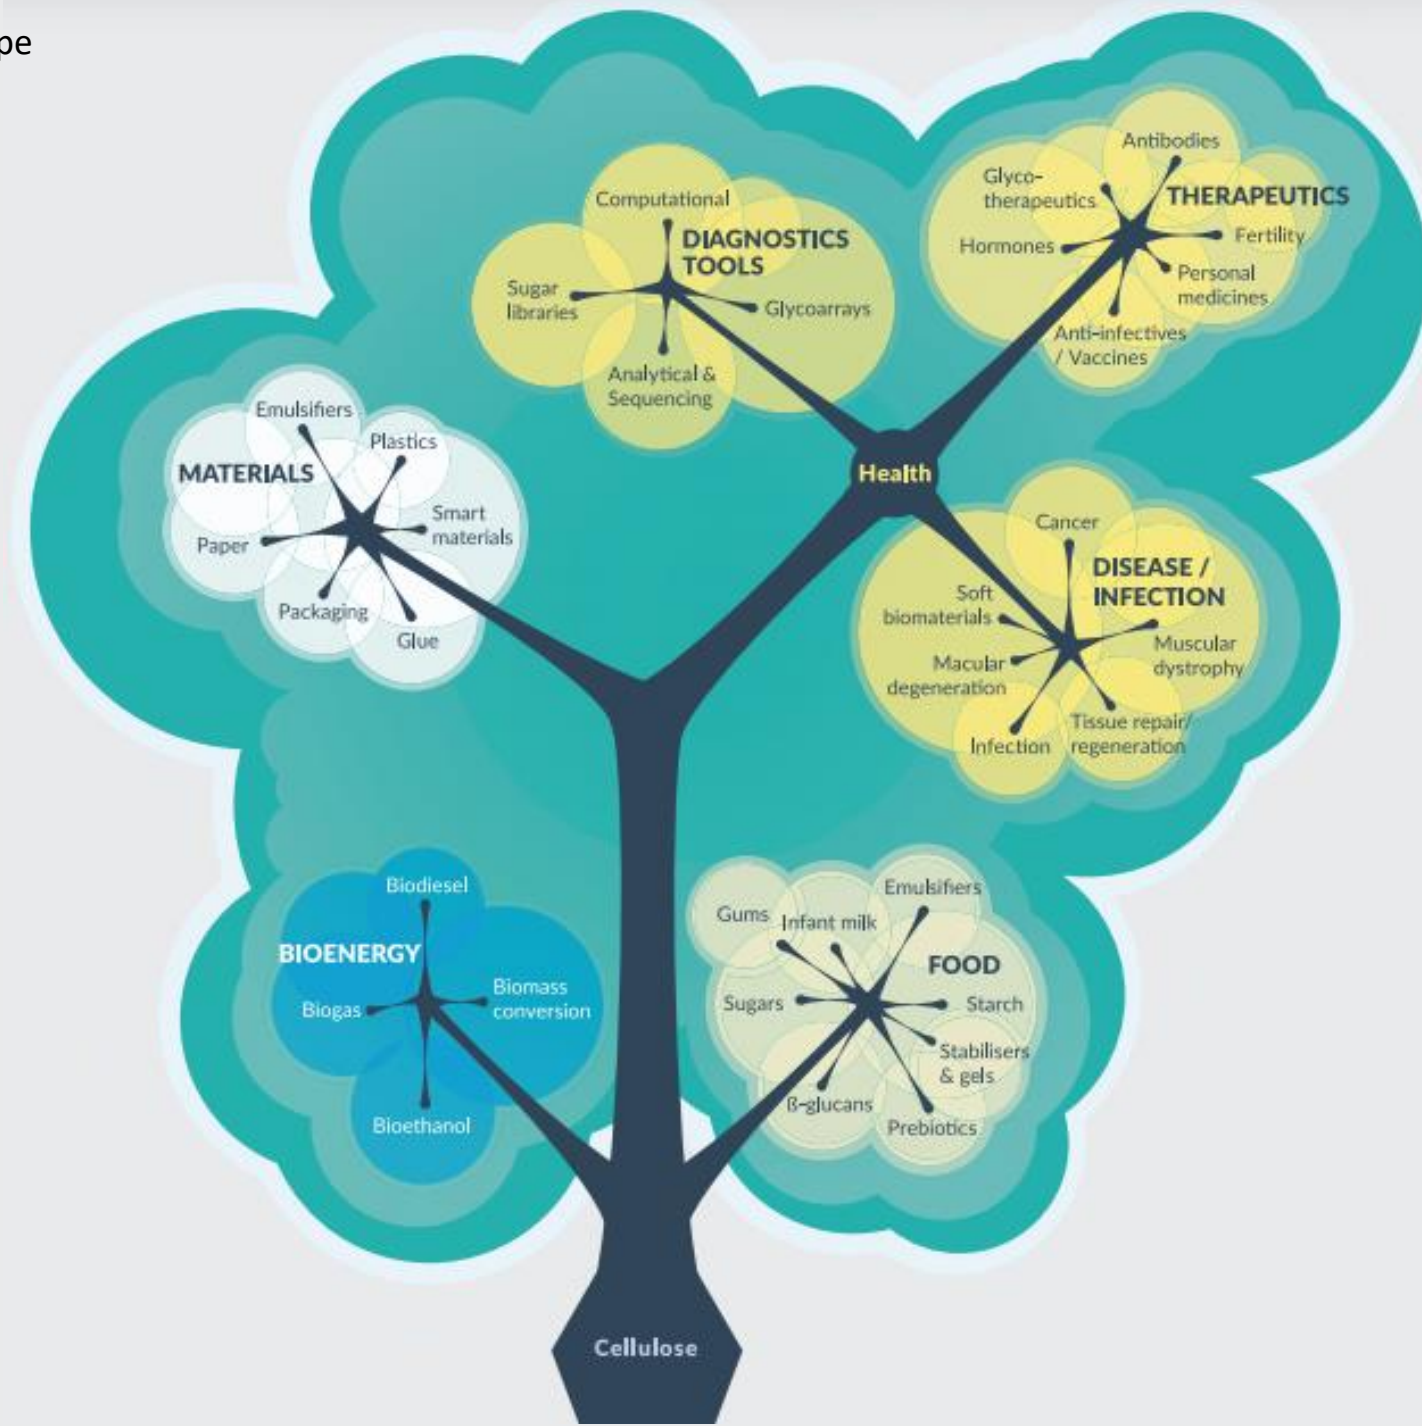 pe
Antibodies
Glyco-
therapeutics
THERAPEUTICS
Hormones
Fertility
Personal
medicines
Anti-infectives
/ Vaccines
Computational
DIAGNOSTICS
TOOLS
Sugar
libraries
Glycoarrays
Analytical &
Sequencing
Health
Emulsifiers
Plastics
MATERIALS
Smart
materials
Paper
Packaging
Glue
Cancer
DISEASE /
INFECTION
Soft
biomaterials
Muscular
dystrophy
Macular
degeneration
Tissue repair/
regeneration
Infection
Biodiesel
BIOENERGY
Biomass
conversion
Biogas
Bioethanol
Emulsifiers
Gums
Infant milk
FOOD
Sugars
Starch
Stabilisers
& gels
ß-glucans
Prebiotics
Cellulose